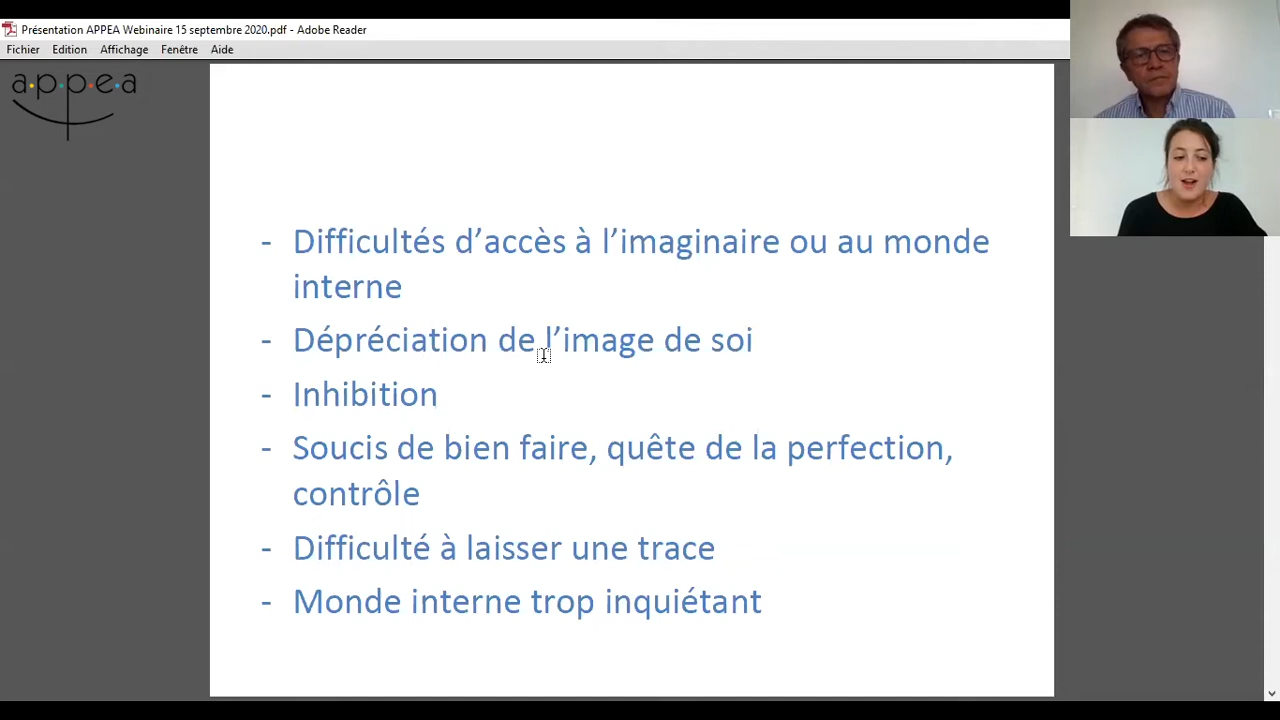 Présentation APPEA Webinaire 15 septembre 2020.pdf - Adobe Reader
Fichier Edition Affichage Fenêtre Aide
a.p.p.e.a
- Difficultés d’accès à l’imaginaire ou au monde
interne
- Dépréciation de l’image de soi
- Inhibition
- Soucis de bien faire, quête de la perfection,
contrôle
- Difficulté à laisser une trace
- Monde interne trop inquiétant